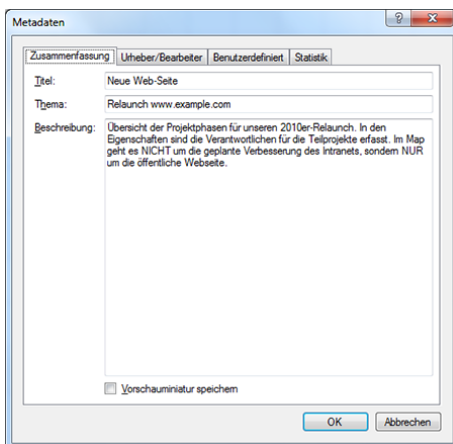 Metadaten
Zusammenfassung Urheber/Bearbeiter Benutzerdefiniert Statistik
Titel: Neue Web-Seite
Thema: Relaunch www.example.com
Beschreibung: Übersicht der Projektphasen für unseren 2010er-Relaunch. In den
Eigenschaften sind die Verantwortlichen für die Teilprojekte erfasst. Im Map
geht es NICHT um die geplante Verbesserung des Intranets, sondern NUR
um die öffentliche Webseite.
Vorschauminiatur speichern
OK Abbrechen